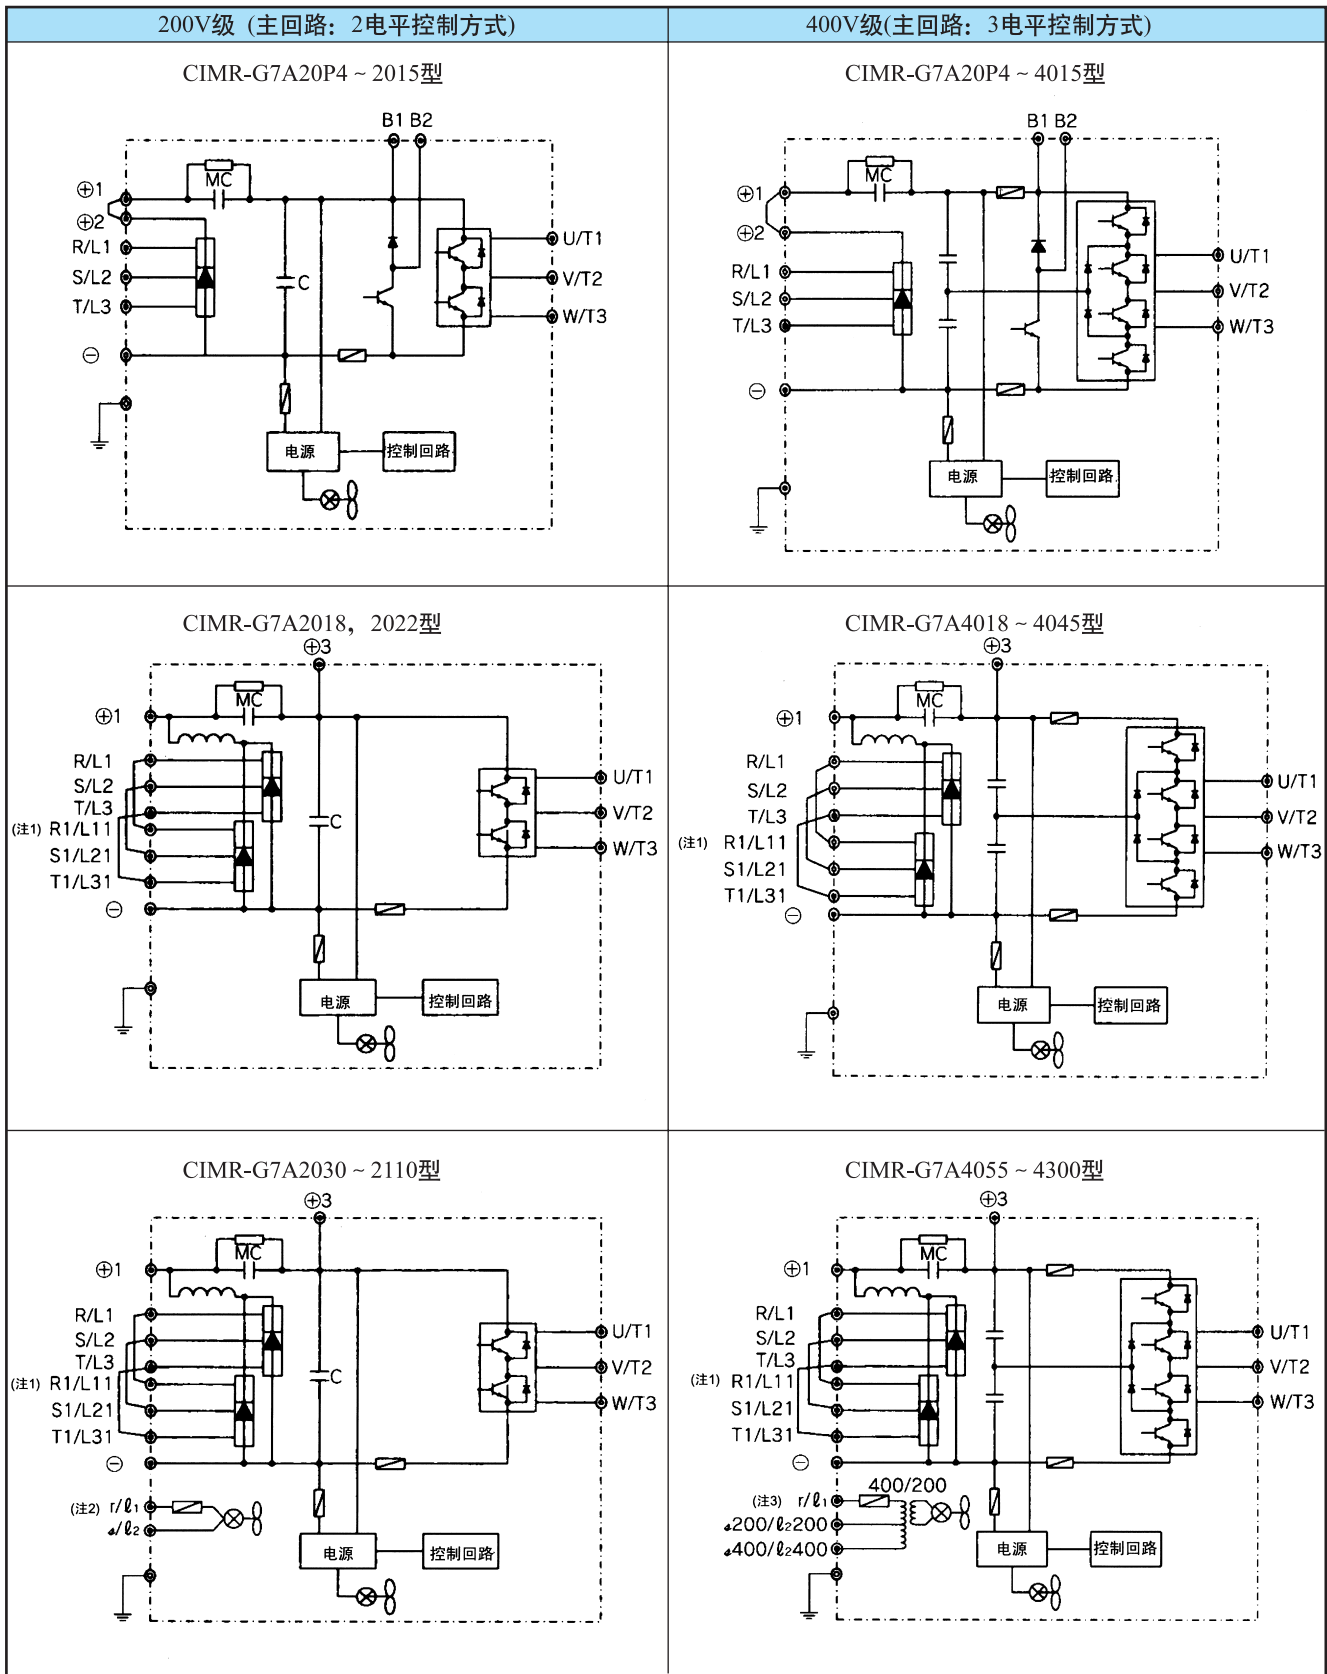 200V级 (主回路: 2电平控制方式)
400V级(主回路: 3电平控制方式)
CIMR-G7A20P4 ~ 2015型
B1 B2
MC
⊕1
⊕2
R/L1
S/L2
T/L3
⊖
C
U/T1
V/T2
W/T3
电源
控制回路
CIMR-G7A20P4 ~ 4015型
B1 B2
MC
⊕1
⊕2
R/L1
S/L2
T/L3
⊖
U/T1
V/T2
W/T3
电源
控制回路
CIMR-G7A2018, 2022型
⊕3
MC
⊕1
R/L1
S/L2
T/L3
(注1) R1/L11
S1/L21
T1/L31
⊖
C
U/T1
V/T2
W/T3
电源
控制回路
CIMR-G7A4018 ~ 4045型
⊕3
MC
⊕1
R/L1
S/L2
T/L3
(注1) R1/L11
S1/L21
T1/L31
⊖
U/T1
V/T2
W/T3
电源
控制回路
CIMR-G7A2030 ~ 2110型
⊕3
MC
⊕1
R/L1
S/L2
T/L3
(注1) R1/L11
S1/L21
T1/L31
⊖
(注2) r/ℓ1
s/ℓ2
C
U/T1
V/T2
W/T3
电源
控制回路
CIMR-G7A4055 ~ 4300型
⊕3
MC
⊕1
R/L1
S/L2
T/L3
(注1) R1/L11
S1/L21
T1/L31
⊖
400/200
(注3) r/ℓ1
s200/ℓ2200
s400/ℓ2400
U/T1
V/T2
W/T3
电源
控制回路